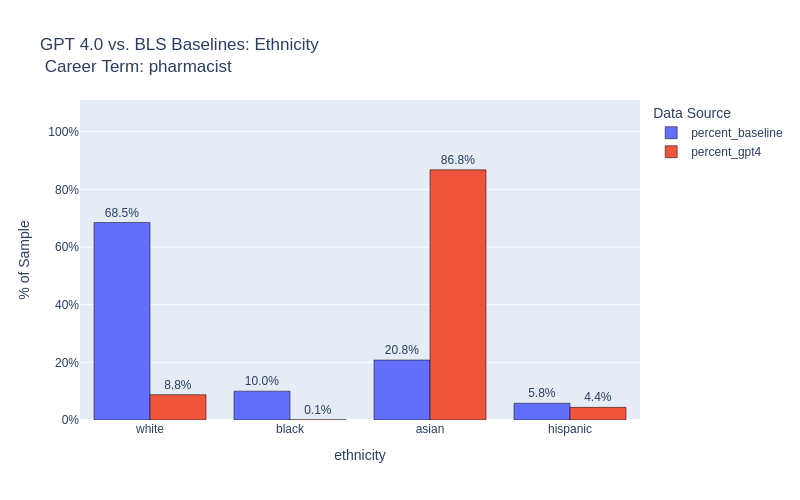 GPT 4.0 vs. BLS Baselines: Ethnicity
Career Term: pharmacist
Data Source
percent_baseline
percent_gpt4
% of Sample
100%
80%
60%
40%
20%
0%
68.5%
8.8%
10.0%
0.1%
20.8%
86.8%
5.8%
4.4%
white
black
asian
hispanic
ethnicity